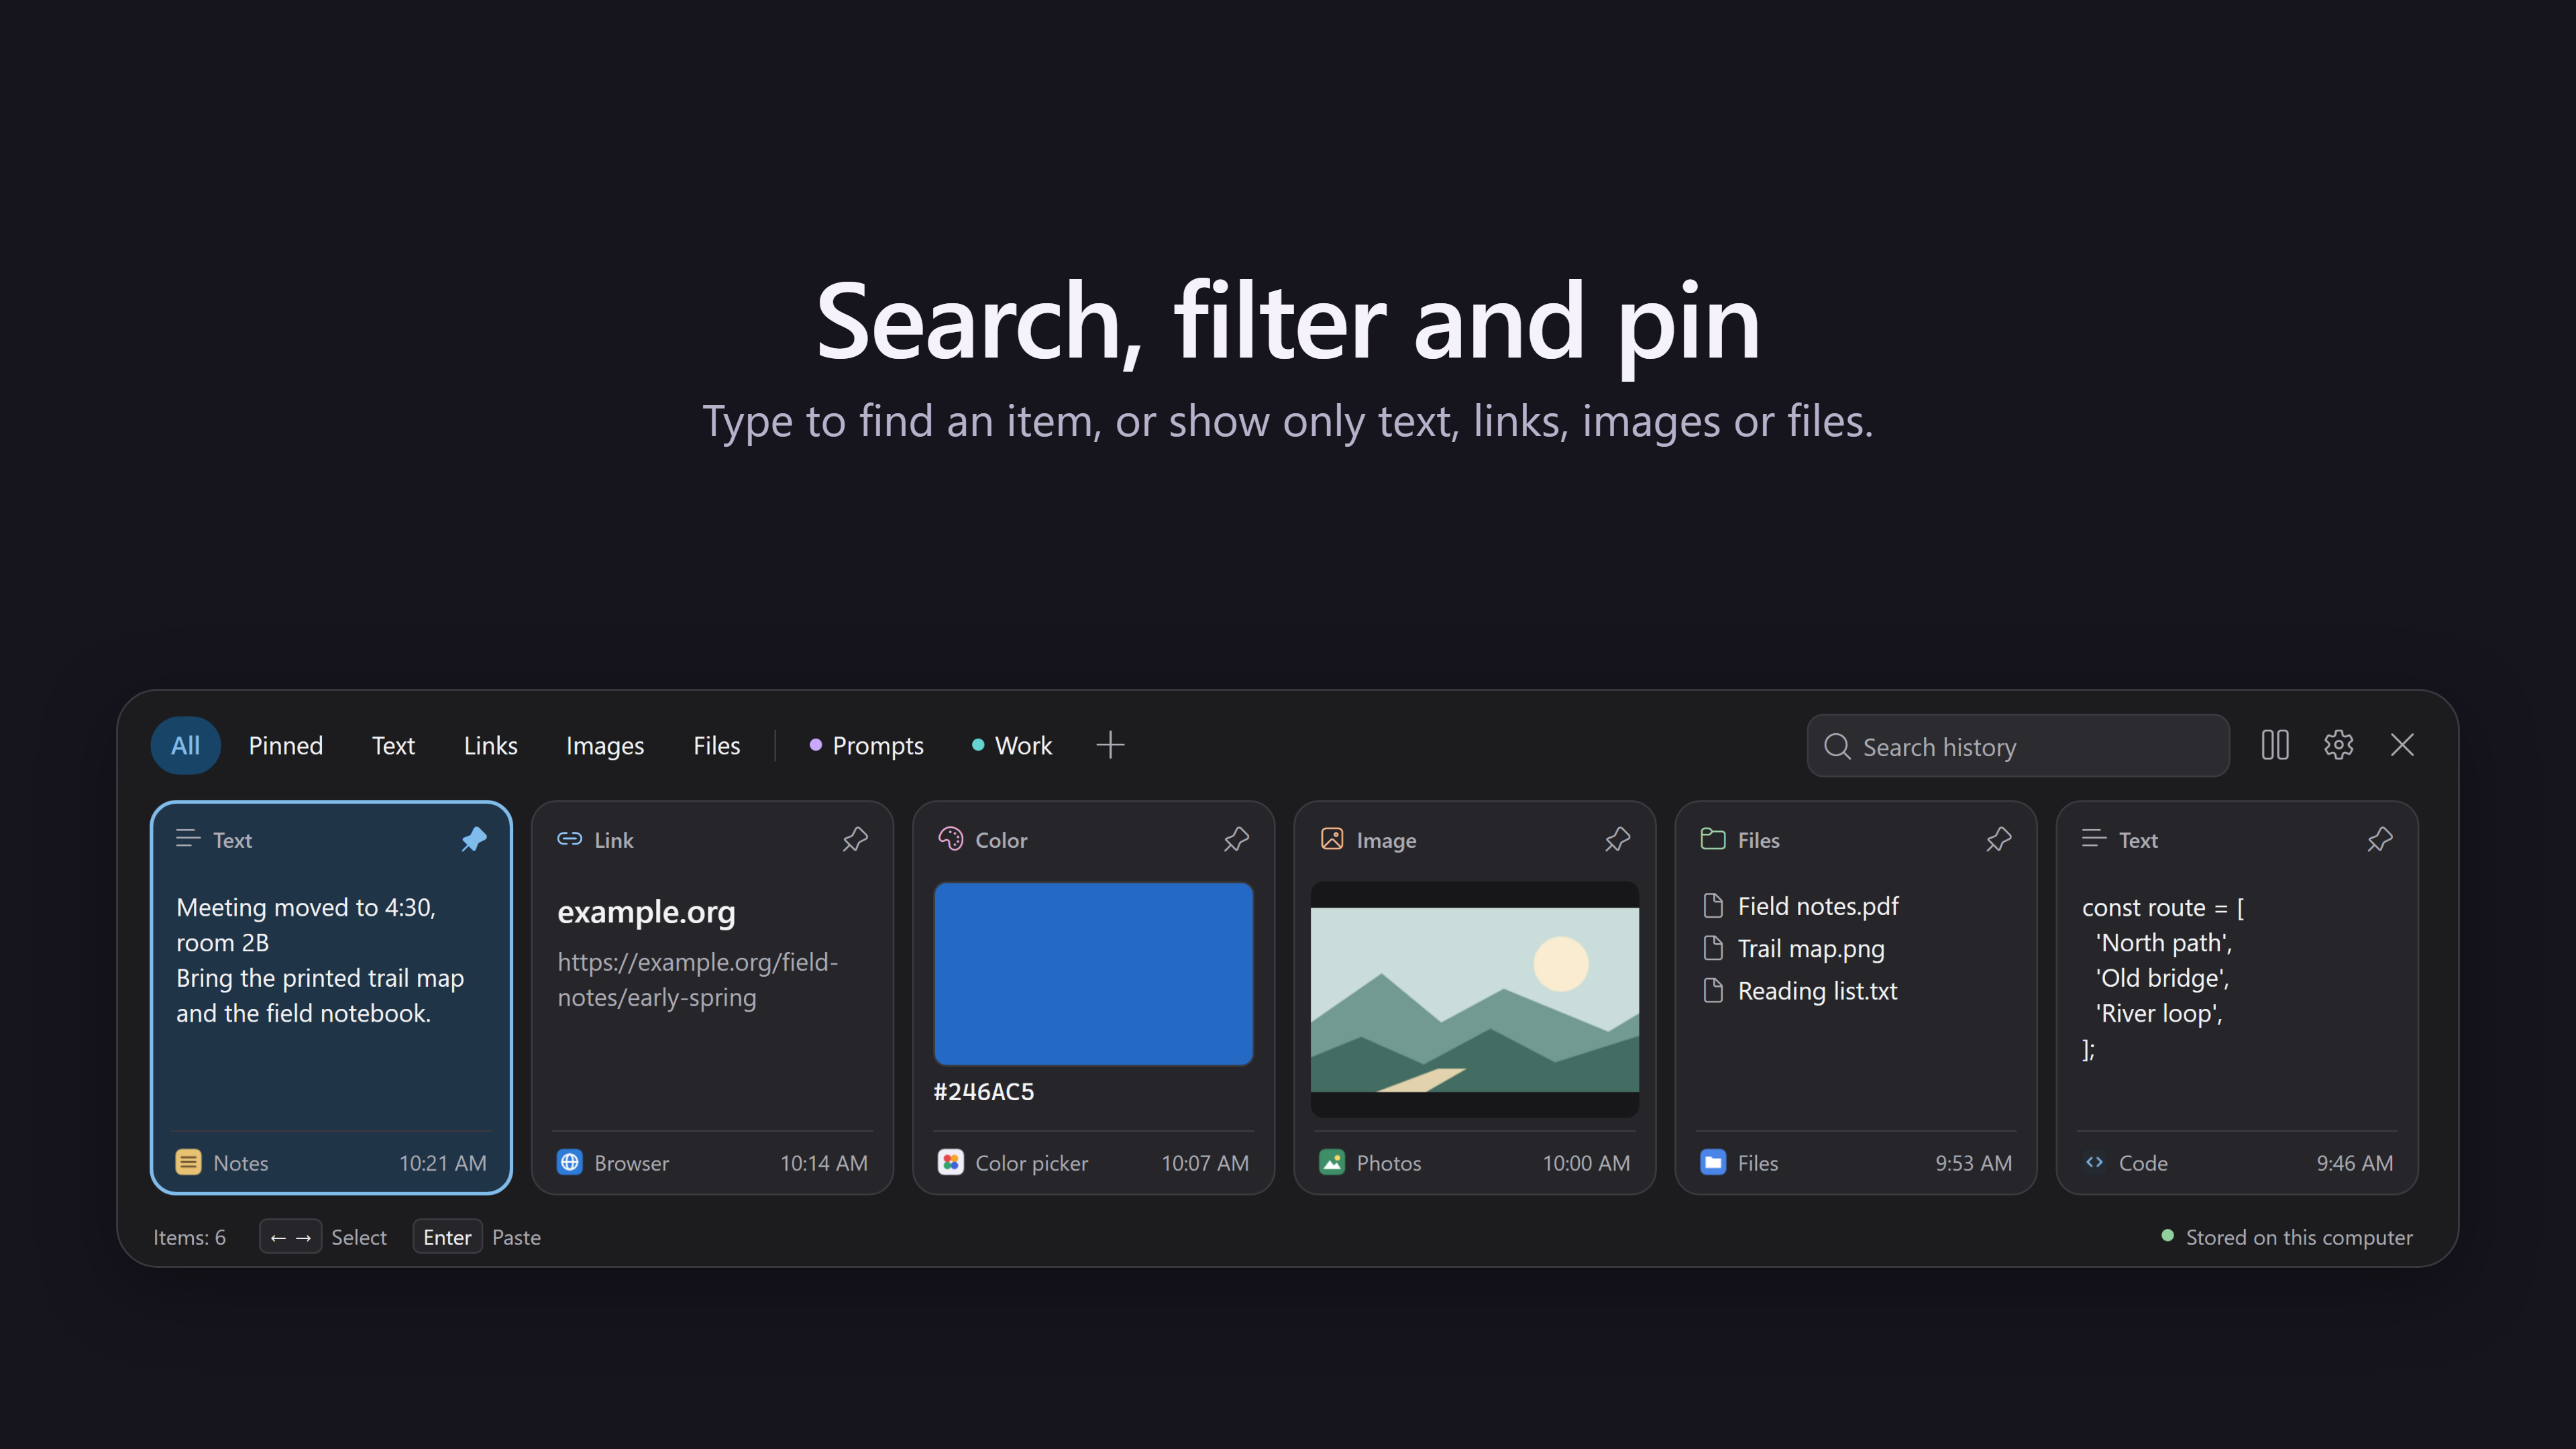 Search, filter and pin
Type to find an item, or show only text, links, images or files.
All Pinned Text Links Images Files Prompts Work Search history
Text
Meeting moved to 4:30,
room 2B
Bring the printed trail map
and the field notebook.
Notes 10:21 AM
Link
example.org
https://example.org/field-
notes/early-spring
Browser 10:14 AM
Color
#246AC5
Color picker 10:07 AM
Image
Photos 10:00 AM
Files
Field notes.pdf
Trail map.png
Reading list.txt
Files 9:53 AM
Text
const route = [
'North path',
'Old bridge',
'River loop',
];
Code 9:46 AM
Items: 6 ← → Select Enter Paste Stored on this computer